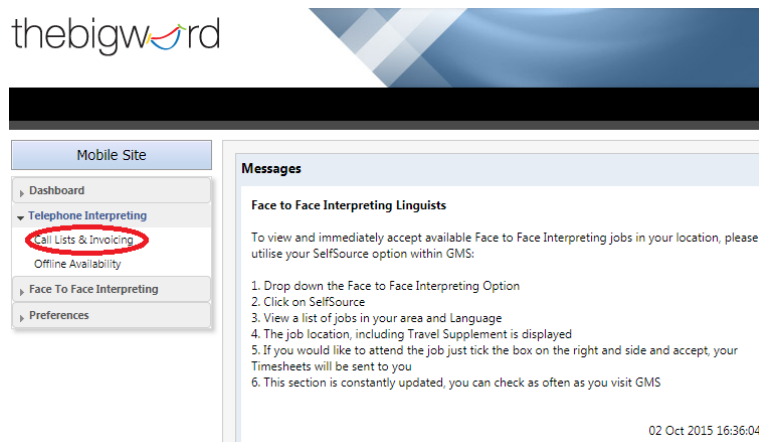 thebigword
Mobile Site
Dashboard
Telephone Interpreting
Call Lists & Invoicing
Offline Availability
Face To Face Interpreting
Preferences
Messages
Face to Face Interpreting Linguists
To view and immediately accept available Face to Face Interpreting jobs in your location, please
utilise your SelfSource option within GMS:
1. Drop down the Face to Face Interpreting Option
2. Click on SelfSource
3. View a list of jobs in your area and Language
4. The job location, including Travel Supplement is displayed
5. If you would like to attend the job just tick the box on the right and side and accept, your
Timesheets will be sent to you
6. This section is constantly updated, you can check as often as you visit GMS
02 Oct 2015 16:36:04